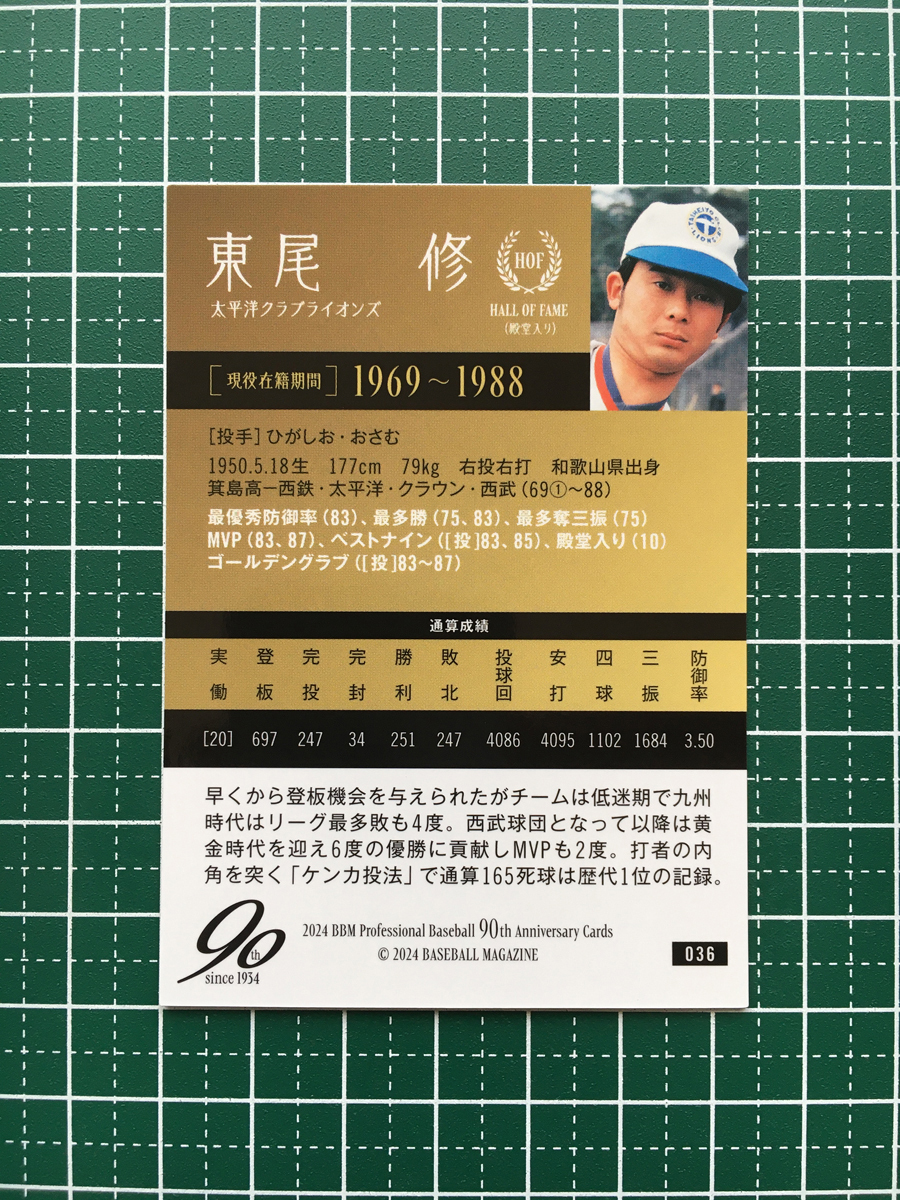 東尾 修
太平洋クラブライオンズ
HOF
HALL OF FAME
(殿堂入り)
TAIHEIYO CLUB LIONS
[現役在籍期間] 1969～1988
[投手]ひがしお・おさむ
1950.5.18生 177cm 79kg 右投右打 和歌山県出身
箕島高ー西鉄・太平洋・クラウン・西武(69①～88)
最優秀防御率(83)、最多勝(75、83)、最多奪三振(75)
MVP(83、87)、ベストナイン([投]83、85)、殿堂入り(10)
ゴールデングラブ([投]83～87)
通算成績
実働 登板 完投 完封 勝利 敗北 投球回 安打 四球 三振 防御率
[20] 697 247 34 251 247 4086 4095 1102 1684 3.50
早くから登板機会を与えられたがチームは低迷期で九州
時代はリーグ最多敗も4度。西武球団となって以降は黄
金時代を迎え6度の優勝に貢献しMVPも2度。打者の内
角を突く「ケンカ投法」で通算165死球は歴代1位の記録。
90th
since 1934
2024 BBM Professional Baseball 90th Anniversary Cards
© 2024 BASEBALL MAGAZINE
036